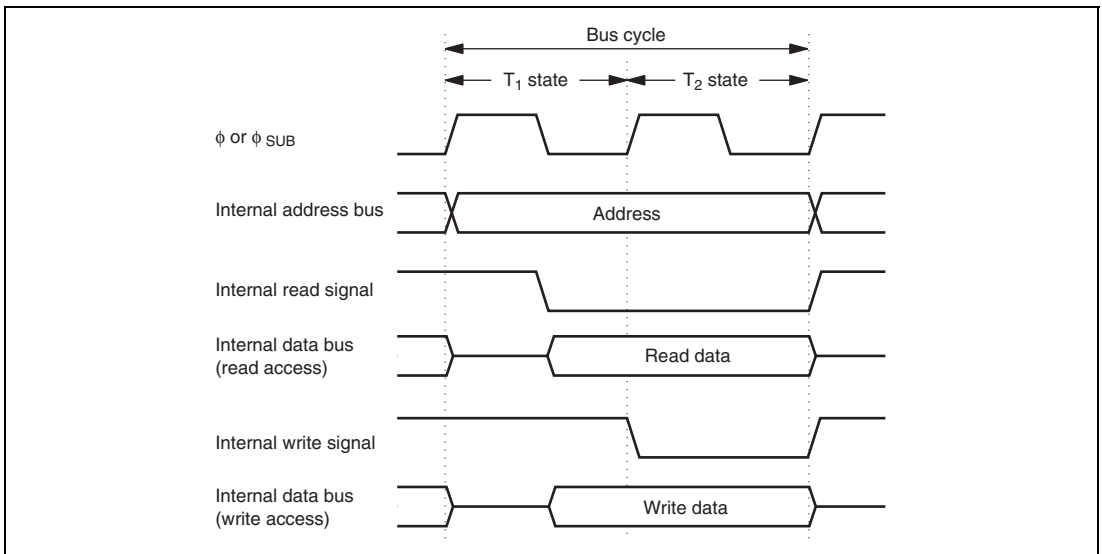 Bus cycle
T₁ state
T₂ state
ϕ or ϕ SUB
Internal address bus
Address
Internal read signal
Internal data bus
(read access)
Read data
Internal write signal
Internal data bus
(write access)
Write data